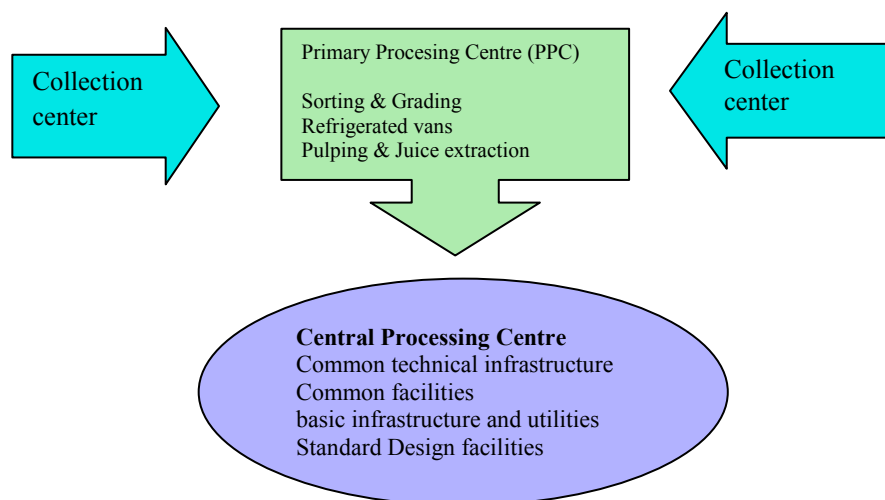 Collection
center
Primary Procesing Centre (PPC)
Sorting & Grading
Refrigerated vans
Pulping & Juice extraction
Collection
center
Central Processing Centre
Common technical infrastructure
Common facilities
basic infrastructure and utilities
Standard Design facilities